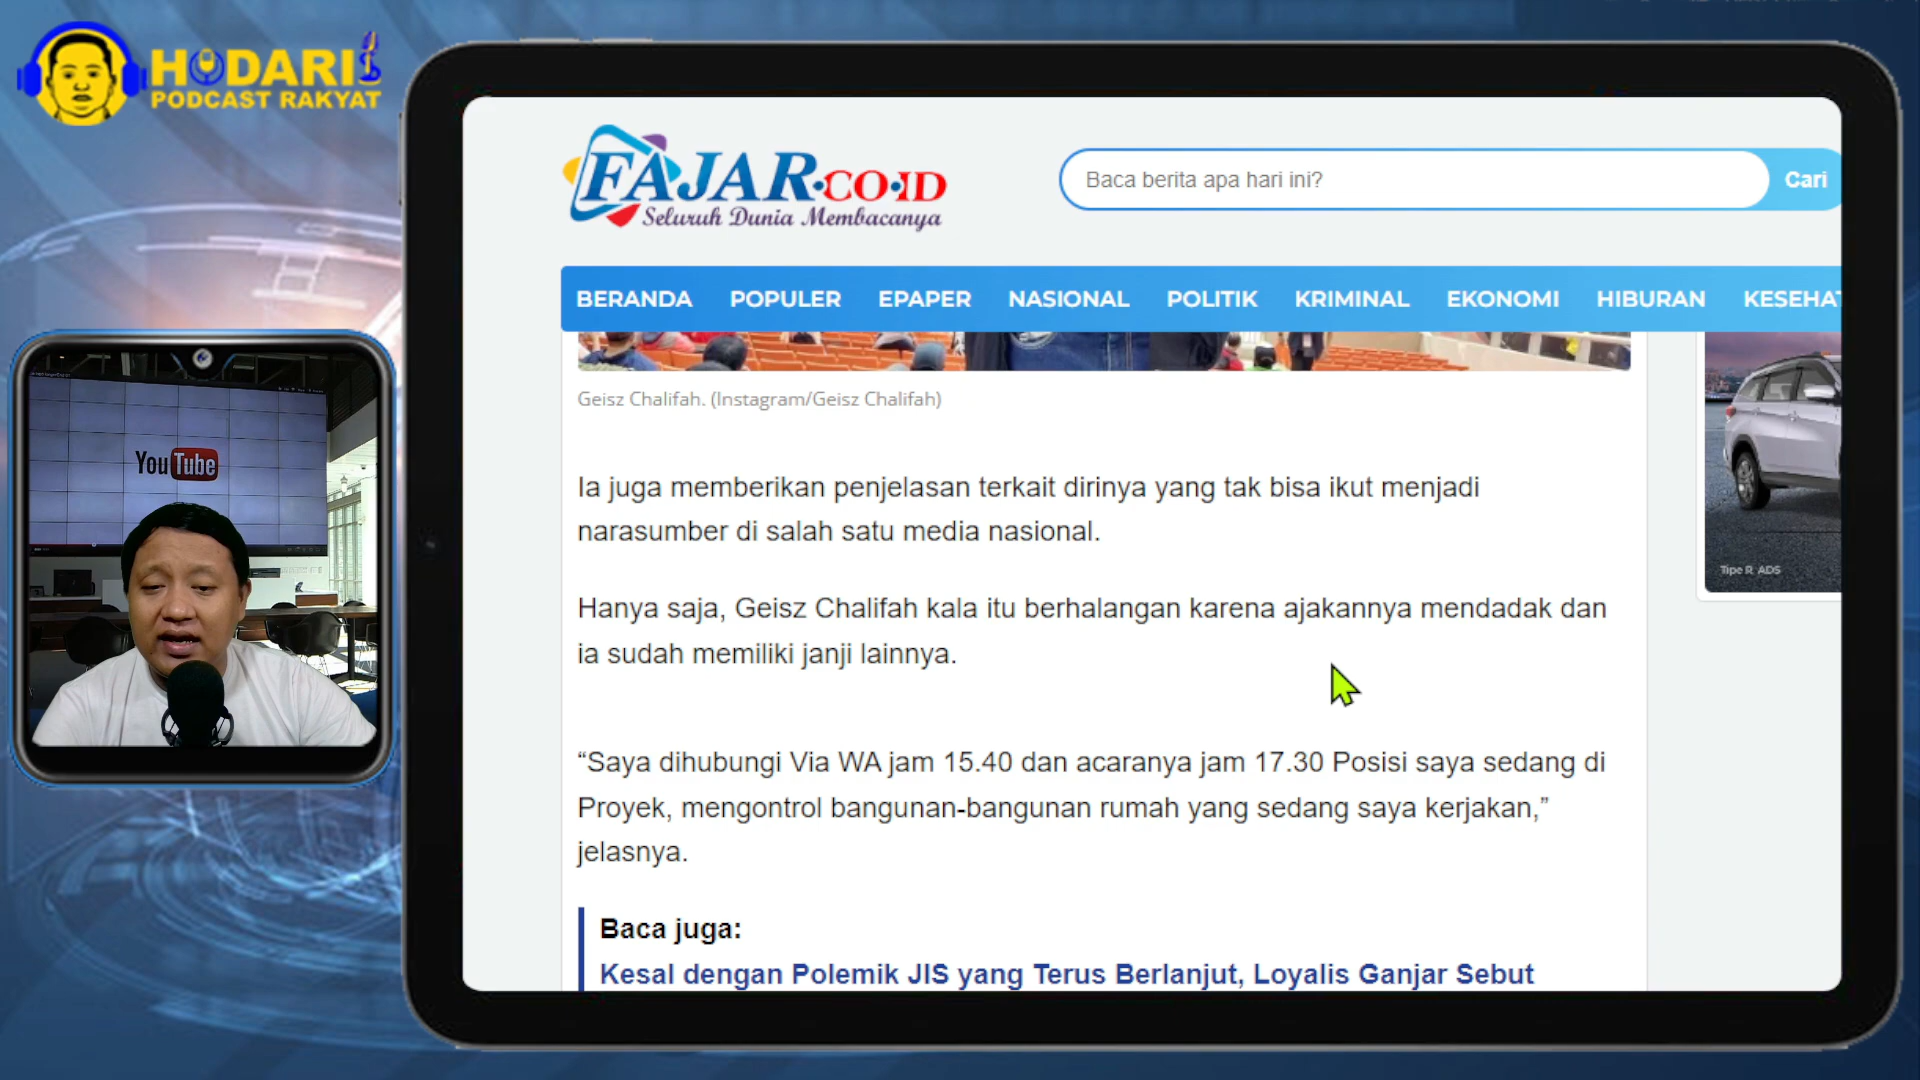 HODARI
PODCAST RAKYAT
FAJAR.CO.ID
Seluruh Dunia Membacanya
Baca berita apa hari ini?
Cari
BERANDA POPULER EPAPER NASIONAL POLITIK KRIMINAL EKONOMI HIBURAN KESEHAT
Geisz Chalifah. (Instagram/Geisz Chalifah)
Ia juga memberikan penjelasan terkait dirinya yang tak bisa ikut menjadi
narasumber di salah satu media nasional.
Hanya saja, Geisz Chalifah kala itu berhalangan karena ajakannya mendadak dan
ia sudah memiliki janji lainnya.
“Saya dihubungi Via WA jam 15.40 dan acaranya jam 17.30 Posisi saya sedang di
Proyek, mengontrol bangunan-bangunan rumah yang sedang saya kerjakan,”
jelasnya.
Baca juga:
Kesal dengan Polemik JIS yang Terus Berlanjut, Loyalis Ganjar Sebut
Tipe R ADS
YouTube